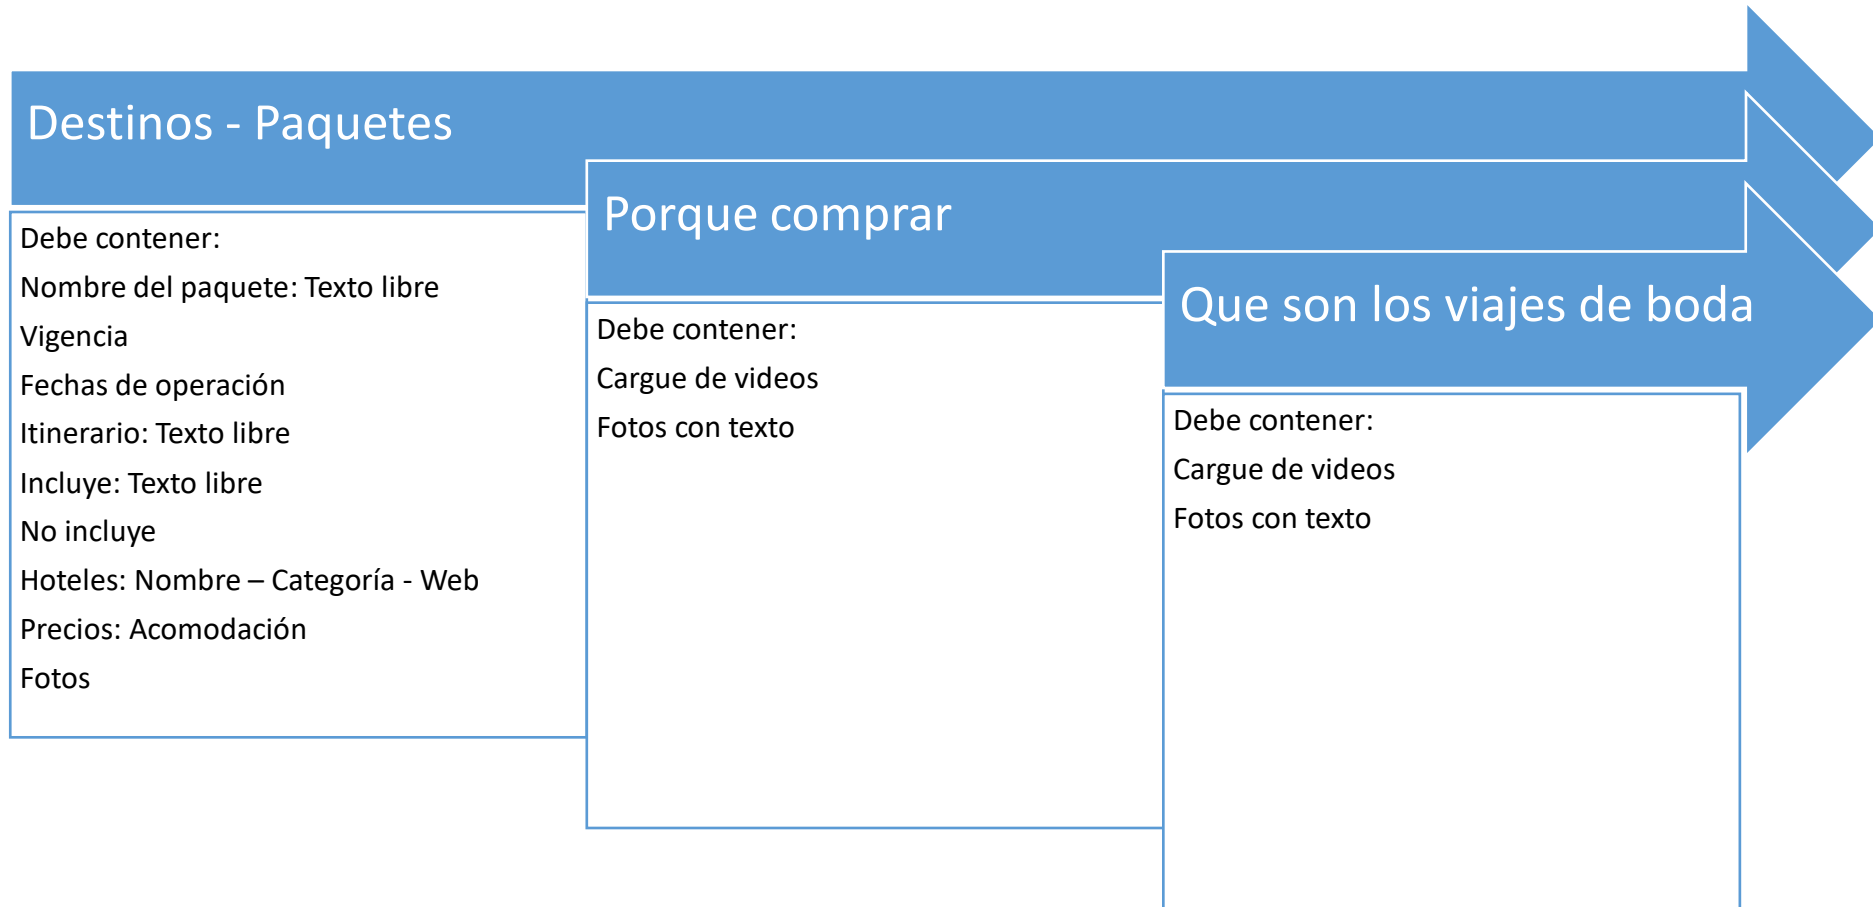 Destinos - Paquetes
Debe contener:
Nombre del paquete: Texto libre
Vigencia
Fechas de operación
Itinerario: Texto libre
Incluye: Texto libre
No incluye
Hoteles: Nombre – Categoría - Web
Precios: Acomodación
Fotos
Porque comprar
Debe contener:
Cargue de videos
Fotos con texto
Que son los viajes de boda
Debe contener:
Cargue de videos
Fotos con texto